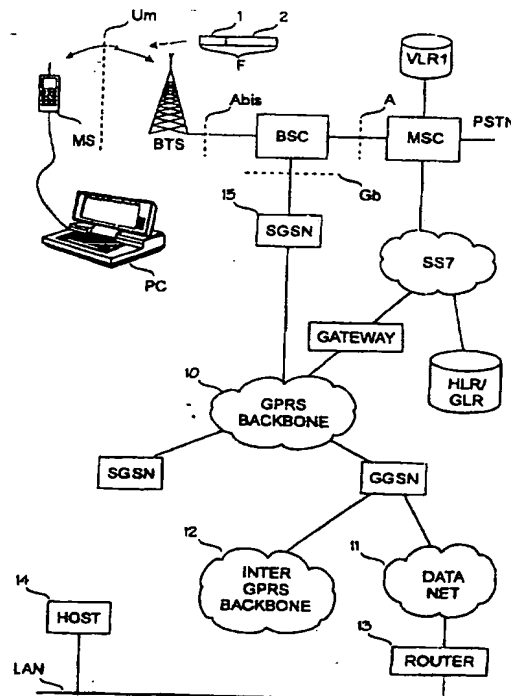 Um
1
2
F
VLR1
Abis
A
MS
BTS
BSC
MSC
PSTN
Gb
15
SGSN
PC
SS7
GATEWAY
HLR/
GLR
10
GPRS
BACKBONE
SGSN
GGSN
12
INTER
GPRS
BACKBONE
11
DATA
NET
14
HOST
13
ROUTER
LAN